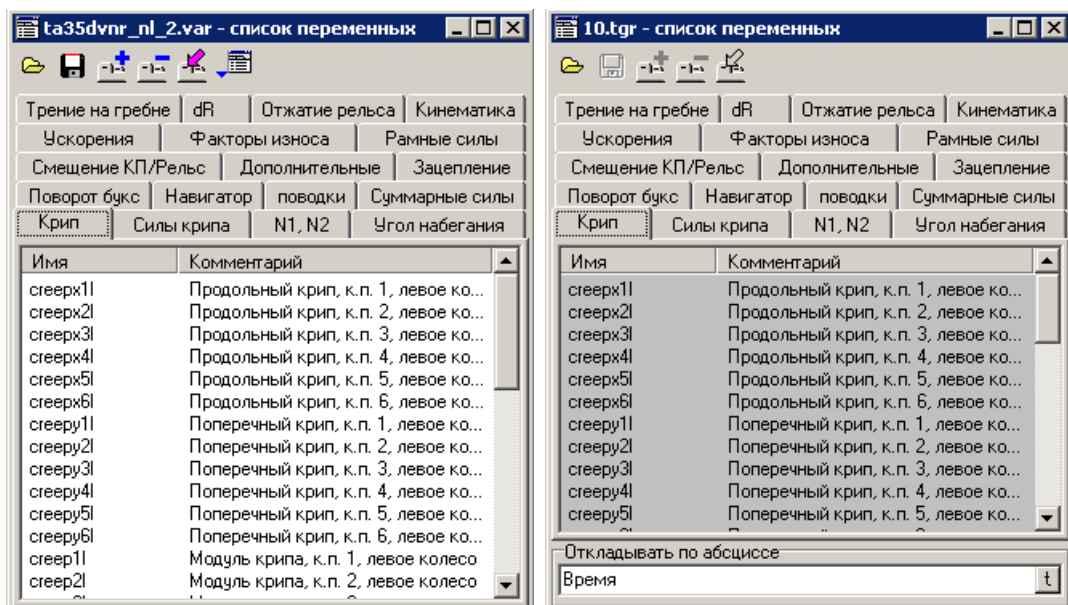 ta35dvnr_nl_2.var - список переменных
Трение на гребне dR Отжатие рельса Кинематика
Ускорения Факторы износа Рамные силы
Смещение КП/Рельс Дополнительные Зацепление
Поворот букс Навигатор поводки Суммарные силы
Крип Силы крипа N1, N2 Угол набегания
Имя Комментарий
creepx1l Продольный крип, к.п. 1, левое ко...
creepx2l Продольный крип, к.п. 2, левое ко...
creepx3l Продольный крип, к.п. 3, левое ко...
creepx4l Продольный крип, к.п. 4, левое ко...
creepx5l Продольный крип, к.п. 5, левое ко...
creepx6l Продольный крип, к.п. 6, левое ко...
creepy1l Поперечный крип, к.п. 1, левое ко...
creepy2l Поперечный крип, к.п. 2, левое ко...
creepy3l Поперечный крип, к.п. 3, левое ко...
creepy4l Поперечный крип, к.п. 4, левое ко...
creepy5l Поперечный крип, к.п. 5, левое ко...
creepy6l Поперечный крип, к.п. 6, левое ко...
creep1l Модуль крипа, к.п. 1, левое колесо
creep2l Модуль крипа, к.п. 2, левое колесо
10.tgr - список переменных
Трение на гребне dR Отжатие рельса Кинематика
Ускорения Факторы износа Рамные силы
Смещение КП/Рельс Дополнительные Зацепление
Поворот букс Навигатор поводки Суммарные силы
Крип Силы крипа N1, N2 Угол набегания
Имя Комментарий
creepx1l Продольный крип, к.п. 1, левое ко...
creepx2l Продольный крип, к.п. 2, левое ко...
creepx3l Продольный крип, к.п. 3, левое ко...
creepx4l Продольный крип, к.п. 4, левое ко...
creepx5l Продольный крип, к.п. 5, левое ко...
creepx6l Продольный крип, к.п. 6, левое ко...
creepy1l Поперечный крип, к.п. 1, левое ко...
creepy2l Поперечный крип, к.п. 2, левое ко...
creepy3l Поперечный крип, к.п. 3, левое ко...
creepy4l Поперечный крип, к.п. 4, левое ко...
creepy5l Поперечный крип, к.п. 5, левое ко...
Откладывать по абсциссе
Время t